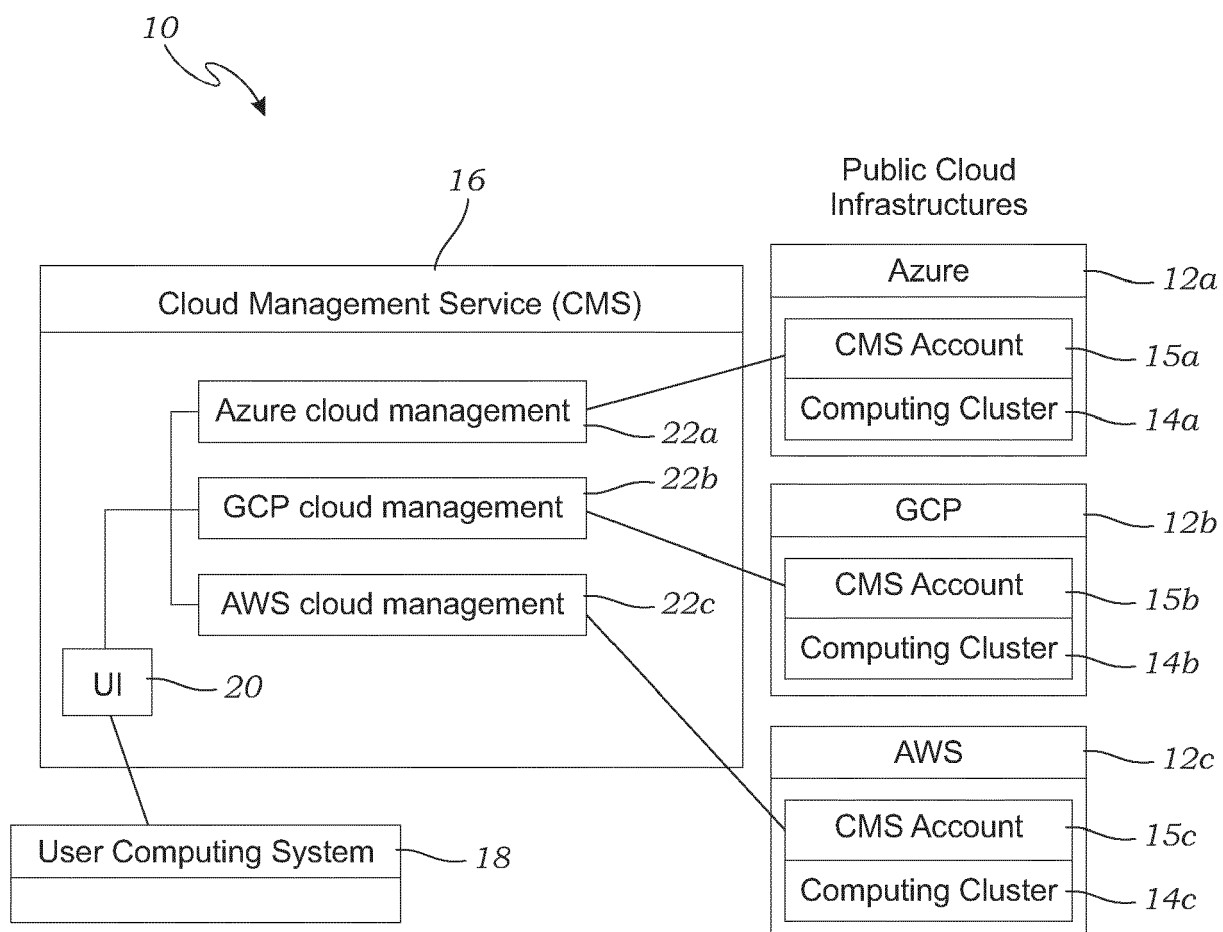 10
16
Public Cloud
Infrastructures
Cloud Management Service (CMS)
Azure cloud management
22a
GCP cloud management
22b
AWS cloud management
22c
UI
20
User Computing System
18
Azure
12a
CMS Account
15a
Computing Cluster
14a
GCP
12b
CMS Account
15b
Computing Cluster
14b
AWS
12c
CMS Account
15c
Computing Cluster
14c